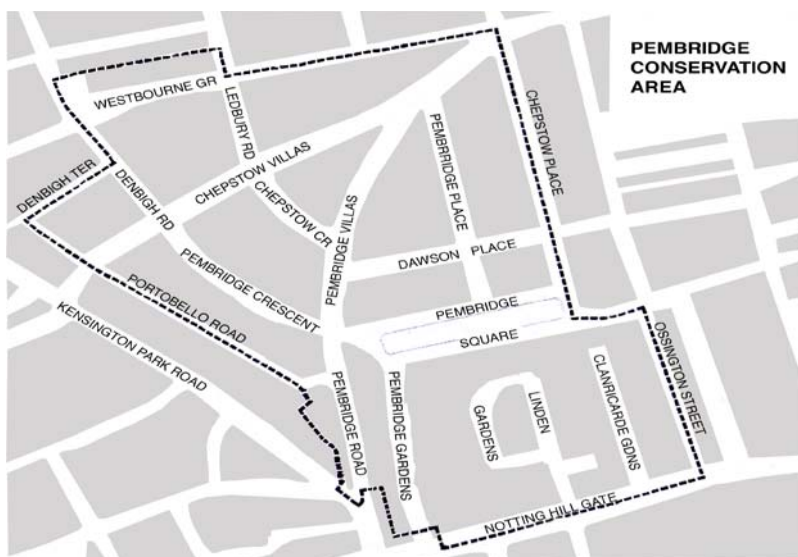 PEMBRIDGE
CONSERVATION
AREA
WESTBOURNE GR
LEDBURY RD
CHEPSTOW VILLAS
CHEPSTOW CR
DENBIGH TER
DENBIGH RD
PEMBRIDGE CRESCENT
PEMBRIDGE VILLAS
PEMBRIDGE PLACE
CHEPSTOW PLACE
DAWSON PLACE
PORTOBELLO ROAD
KENSINGTON PARK ROAD
PEMBRIDGE
SQUARE
PEMBRIDGE ROAD
PEMBRIDGE GARDENS
GARDENS
LINDEN
CLANRICARDE GDNS
OSSINGTON STREET
NOTTING HILL GATE